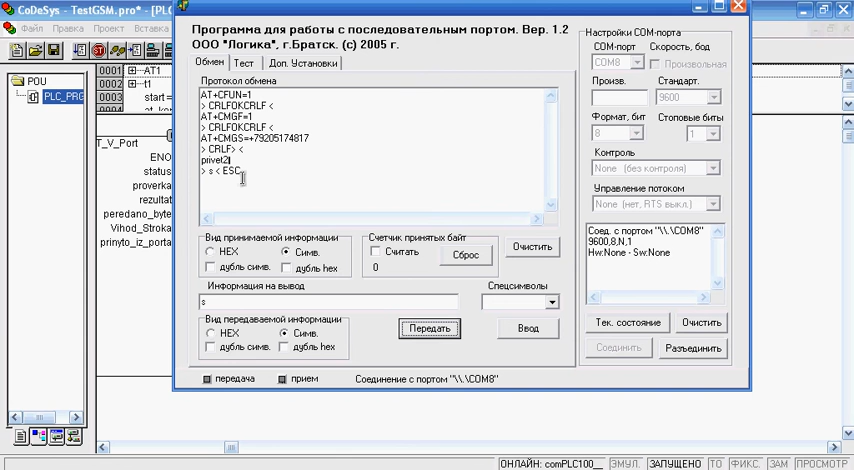 CoDeSys - TestGSM.pro* - [PL
Файл
Правка
Проект
Вставка
POU
PLC_PRG
0001
AT1
0002
t1
0003
start=
0004
T_V_Port
ENO
status
proverka
rezultat
peredano_byte
Vihod_Stroka
prinyto_iz_porta
Программа для работы с последовательным портом. Вер. 1.2
ООО "Логика", г.Братск. (с) 2005 г.
Обмен
Тест
Доп. Установки
Протокол обмена
AT+CFUN=1
> CRLFOKCRLF <
AT+CMGF=1
> CRLFOKCRLF <
AT+CMGS=+79205174817
> CRLF> <
privet2
> s < ESC
Вид принимаемой информации
HEX
Симв.
дубль симв.
дубль hex
Счетчик принятых байт
Считать
0
Сброс
Очистить
Информация на вывод
s
Спецсимволы
Вид передаваемой информации
HEX
Симв.
дубль симв.
дубль hex
Передать
Ввод
передача
прием
Соединение с портом "\\.\COM8"
Настройки COM-порта
COM-порт
Скорость, бод
COM8
Произвольная
Произв.
Стандарт.
9600
Формат, бит
Стоповые биты
8
1
Контроль
None (без контроля)
Управление потоком
None (нет, RTS выкл.)
Соед. с портом "\\.\COM8"
9600,8,N,1
Hw:None - Sw:None
Тек. состояние
Очистить
Соединить
Разъединить
ОНЛАЙН: comPLC100__
ЭМУЛ.
ЗАПУЩЕНО
ТО
ФИКС.
ЗАМ
ПРОСМОТР